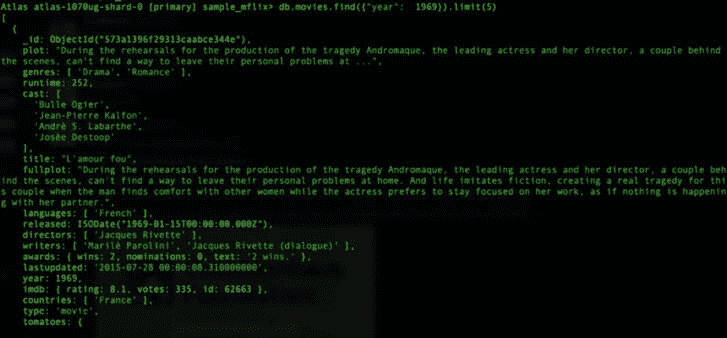 Atlas atlas-1070ug-shard-0 [primary] sample_mflix> db.movies.find({"year":  1969}).limit(5)
[
  {
    _id: ObjectId("573a1396f29313caabce344e"),
    plot: "During the rehearsals for the production of the tragedy Andromaque, the leading actress and her director, a couple behind
the scenes, can't find a way to leave their personal problems at ...",
    genres: [ 'Drama', 'Romance' ],
    runtime: 252,
    cast: [
      'Bulle Ogier',
      'Jean-Pierre Kalfon',
      'Andrè S. Labarthe',
      'Josèe Destoop'
    ],
    title: "L'amour fou",
    fullplot: "During the rehearsals for the production of the tragedy Andromaque, the leading actress and her director, a couple beh
ind the scenes, can't find a way to leave their personal problems at home. And life imitates fiction, creating a real tragedy for thi
s couple when the man finds comfort with other women while the actress prefers to stay focused on her work, as if nothing is happenin
g with her partner.",
    languages: [ 'French' ],
    released: ISODate("1969-01-15T00:00:00.000Z"),
    directors: [ 'Jacques Rivette' ],
    writers: [ 'Marilè Parolini', 'Jacques Rivette (dialogue)' ],
    awards: { wins: 2, nominations: 0, text: '2 wins.' },
    lastupdated: '2015-07-28 00:00:08.310000000',
    year: 1969,
    imdb: { rating: 8.1, votes: 335, id: 62663 },
    countries: [ 'France' ],
    type: 'movie',
    tomatoes: {